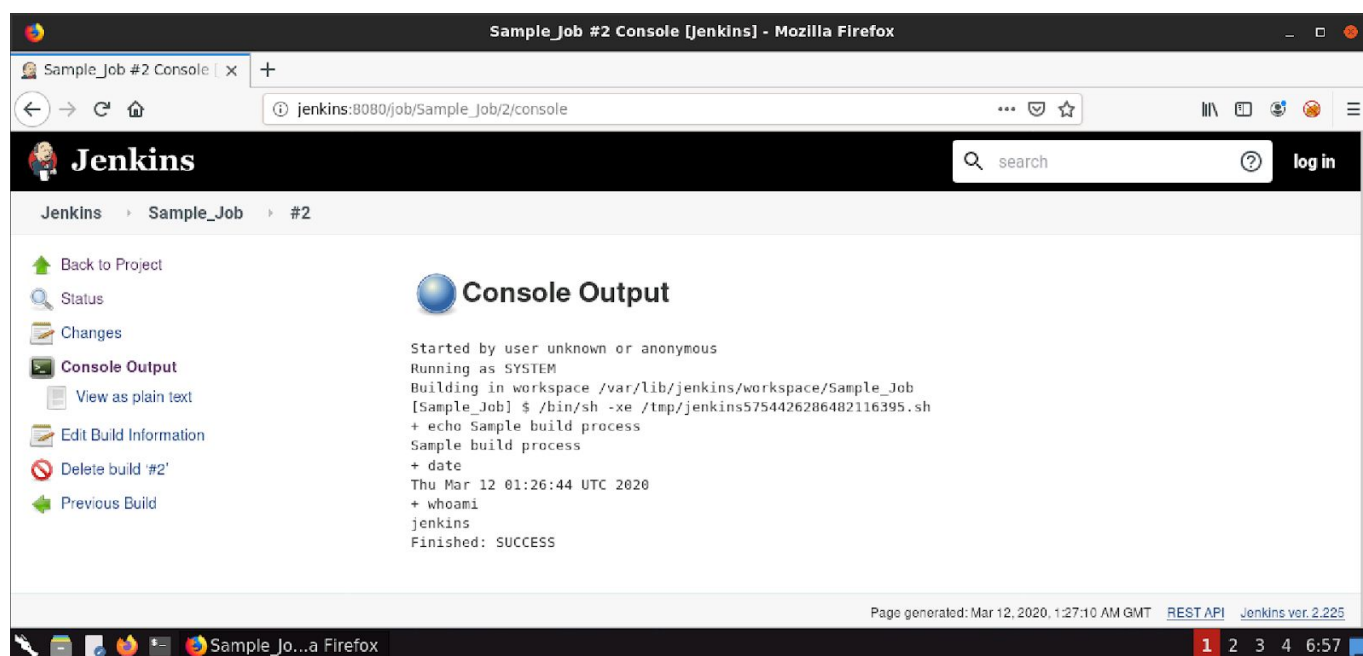 Sample_Job #2 Console [Jenkins] - Mozilla Firefox
Sample_Job #2 Console [
jenkins:8080/job/Sample_Job/2/console
Jenkins
search
log in
Jenkins Sample_Job #2
Back to Project
Status
Changes
Console Output
View as plain text
Edit Build Information
Delete build '#2'
Previous Build
Console Output
Started by user unknown or anonymous
Running as SYSTEM
Building in workspace /var/lib/jenkins/workspace/Sample_Job
[Sample_Job] $ /bin/sh -xe /tmp/jenkins5754426286482116395.sh
+ echo Sample build process
Sample build process
+ date
Thu Mar 12 01:26:44 UTC 2020
+ whoami
jenkins
Finished: SUCCESS
Page generated: Mar 12, 2020, 1:27:10 AM GMT REST API Jenkins ver. 2.225
Sample_Jo...a Firefox 1 2 3 4 6:57